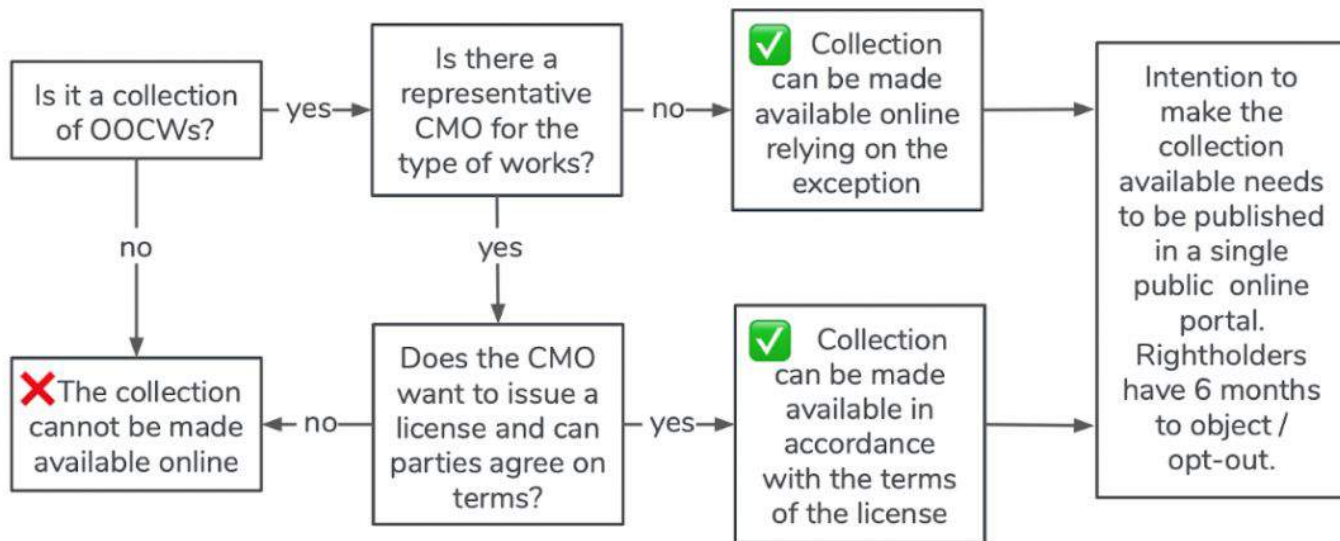 Is it a collection
of OOCWs?
yes
Is there a
representative
CMO for the
type of works?
no
✅ Collection
can be made
available online
relying on the
exception
Intention to
make the
collection
available needs
to be published
in a single
public online
portal.
Rightholders
have 6 months
to object /
opt-out.
no
yes
❌The collection
cannot be made
available online
no
Does the CMO
want to issue a
license and can
parties agree on
terms?
yes
✅ Collection
can be made
available in
accordance
with the terms
of the license